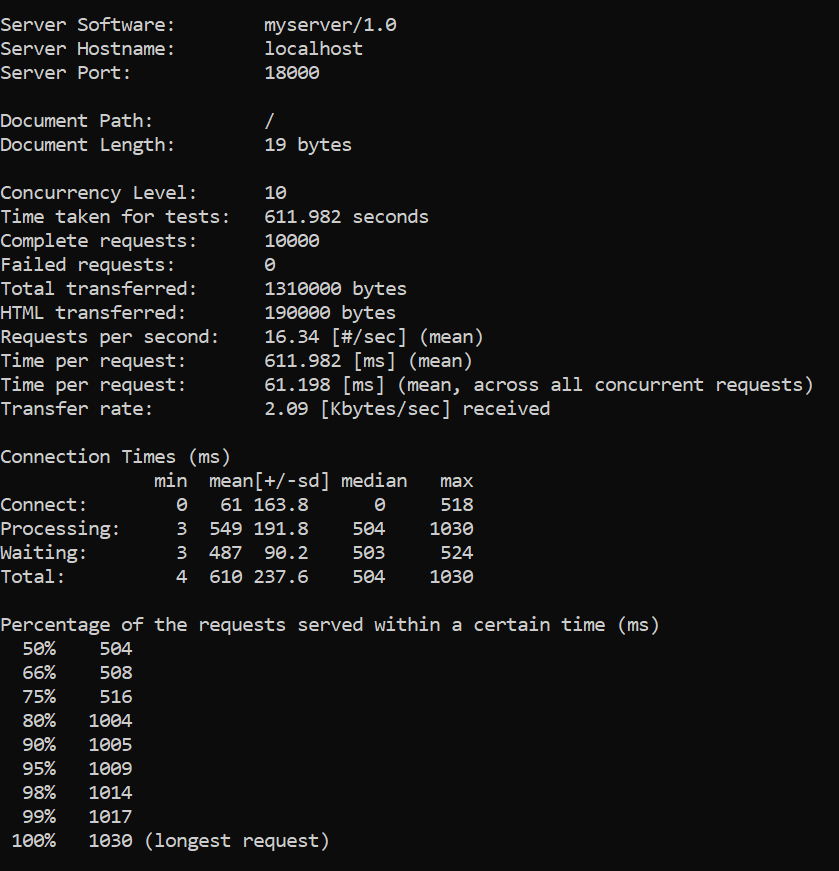 Server Software:        myserver/1.0
Server Hostname:        localhost
Server Port:            18000

Document Path:          /
Document Length:        19 bytes

Concurrency Level:      10
Time taken for tests:   611.982 seconds
Complete requests:      10000
Failed requests:        0
Total transferred:      1310000 bytes
HTML transferred:       190000 bytes
Requests per second:    16.34 [#/sec] (mean)
Time per request:       611.982 [ms] (mean)
Time per request:       61.198 [ms] (mean, across all concurrent requests)
Transfer rate:          2.09 [Kbytes/sec] received

Connection Times (ms)
              min  mean[+/-sd] median   max
Connect:        0   61 163.8      0     518
Processing:     3  549 191.8    504    1030
Waiting:        3  487  90.2    503     524
Total:          4  610 237.6    504    1030

Percentage of the requests served within a certain time (ms)
  50%    504
  66%    508
  75%    516
  80%   1004
  90%   1005
  95%   1009
  98%   1014
  99%   1017
 100%   1030 (longest request)